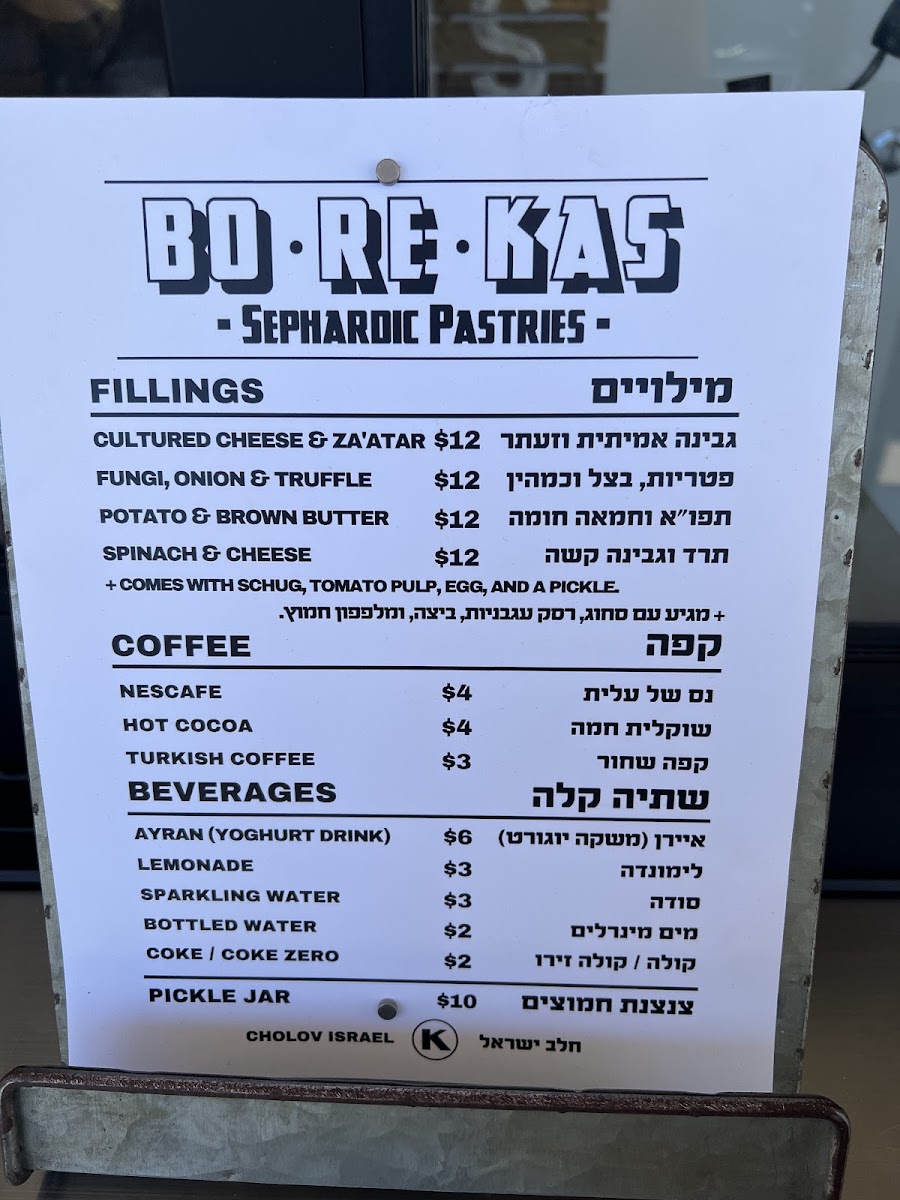 BO·RE·KAS
- SEPHARDIC PASTRIES -
FILLINGS מילויים
CULTURED CHEESE & ZA'ATAR $12 גבינה אמיתית וזעתר
FUNGI, ONION & TRUFFLE $12 פטריות, בצל וכמהין
POTATO & BROWN BUTTER $12 תפו״א וחמאה חומה
SPINACH & CHEESE $12 תרד וגבינה קשה
+ COMES WITH SCHUG, TOMATO PULP, EGG, AND A PICKLE.
+ מגיע עם סחוג, רסק עגבניות, ביצה, ומלפפון חמוץ.
COFFEE קפה
NESCAFE $4 נס של עלית
HOT COCOA $4 שוקלית חמה
TURKISH COFFEE $3 קפה שחור
BEVERAGES שתיה קלה
AYRAN (YOGHURT DRINK) $6 איירן (משקה יוגורט)
LEMONADE $3 לימונדה
SPARKLING WATER $3 סודה
BOTTLED WATER $2 מים מינרלים
COKE / COKE ZERO $2 קולה / קולה זירו
PICKLE JAR $10 צנצנת חמוצים
CHOLOV ISRAEL K חלב ישראל